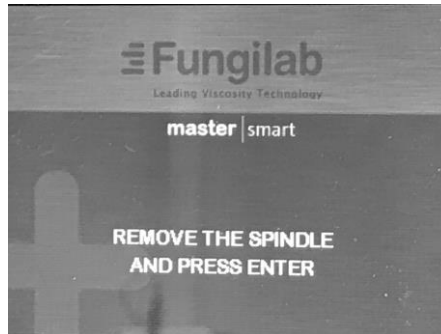 Fungilab
Leading Viscosity Technology
master | smart
REMOVE THE SPINDLE
AND PRESS ENTER